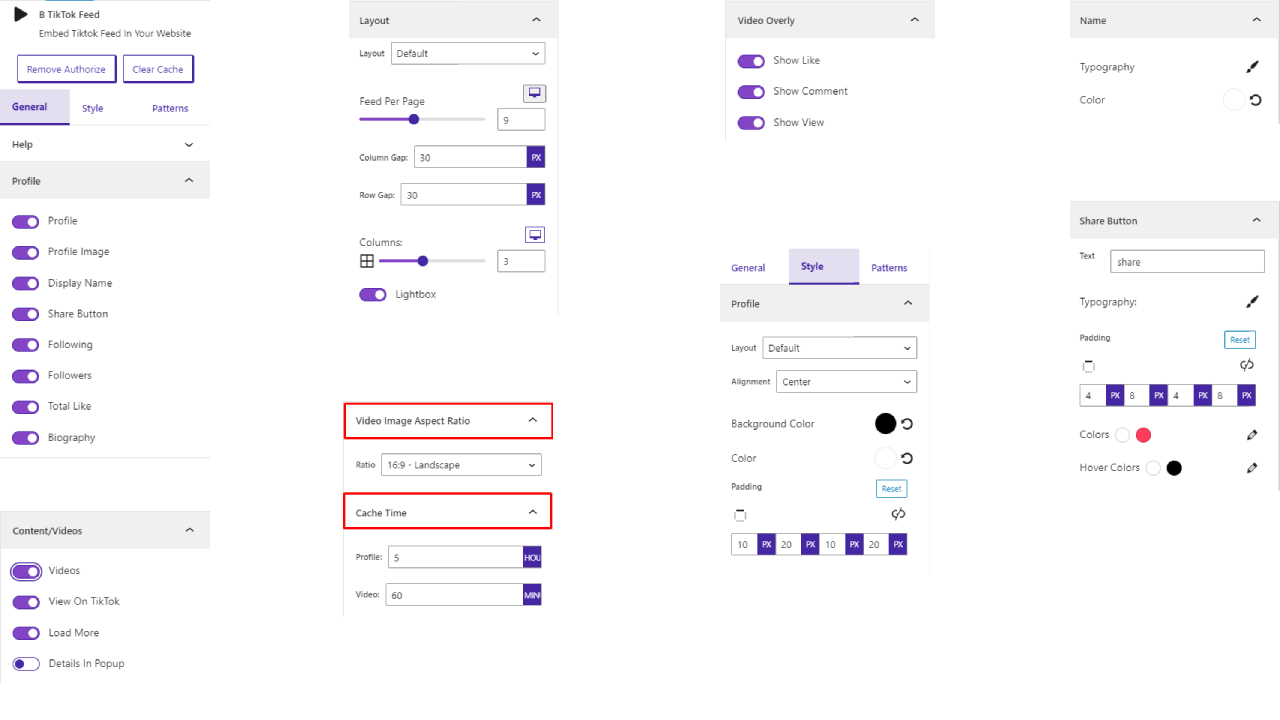 B TikTok Feed
Embed Tiktok Feed In Your Website
Remove Authorize Clear Cache
General Style Patterns
Help
Profile
Profile
Profile Image
Display Name
Share Button
Following
Followers
Total Like
Biography
Content/Videos
Videos
View On TikTok
Load More
Details In Popup
Layout
Layout Default
Feed Per Page
9
Column Gap: 30 PX
Row Gap: 30 PX
Columns:
3
Lightbox
Video Image Aspect Ratio
Ratio 16:9 - Landscape
Cache Time
Profile: 5 HOU
Video: 60 MIN
Video Overly
Show Like
Show Comment
Show View
General Style Patterns
Profile
Layout Default
Alignment Center
Background Color
Color
Padding Reset
10 PX 20 PX 10 PX 20 PX
Name
Typography
Color
Share Button
Text share
Typography:
Padding Reset
4 PX 8 PX 4 PX 8 PX
Colors
Hover Colors